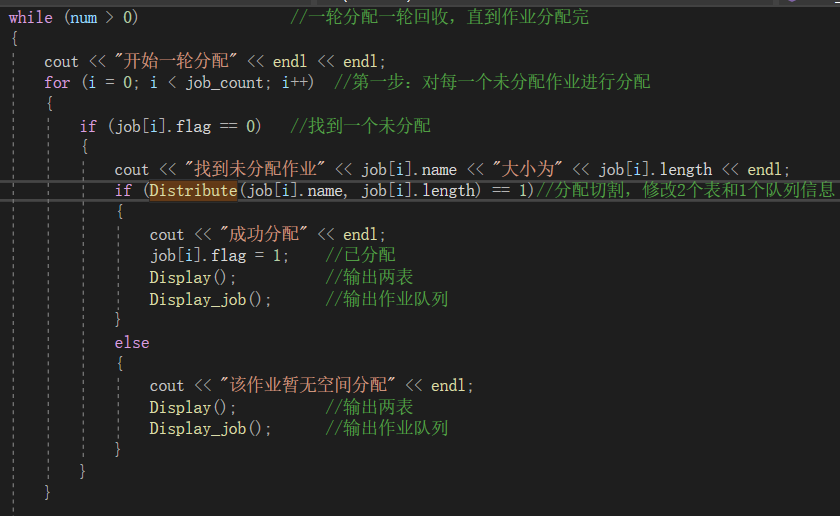 while (num > 0) //一轮分配一轮回收，直到作业分配完
{
cout << "开始一轮分配" << endl << endl;
for (i = 0; i < job_count; i++) //第一步：对每一个未分配作业进行分配
{
if (job[i].flag == 0) //找到一个未分配
{
cout << "找到未分配作业" << job[i].name << "大小为" << job[i].length << endl;
if (Distribute(job[i].name, job[i].length) == 1)//分配切割，修改2个表和1个队列信息
{
cout << "成功分配" << endl;
job[i].flag = 1; //已分配
Display(); //输出两表
Display_job(); //输出作业队列
}
else
{
cout << "该作业暂无空间分配" << endl;
Display(); //输出两表
Display_job(); //输出作业队列
}
}
}